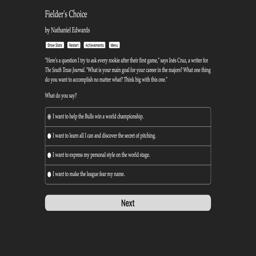 Fielder's Choice
by Nathaniel Edwards
Show Stats Restart Achievements Menu
"Here's a question I try to ask every rookie after their first game," says Inés Cruz, a writer for
The South Texas Journal. "What is your main goal for your career in the majors? What one thing
do you want to accomplish no matter what? Think big with this one."
What do you say?
I want to help the Bulls win a world championship.
I want to learn all I can and discover the secret of pitching.
I want to express my personal style on the world stage.
I want to make the league fear my name.
Next